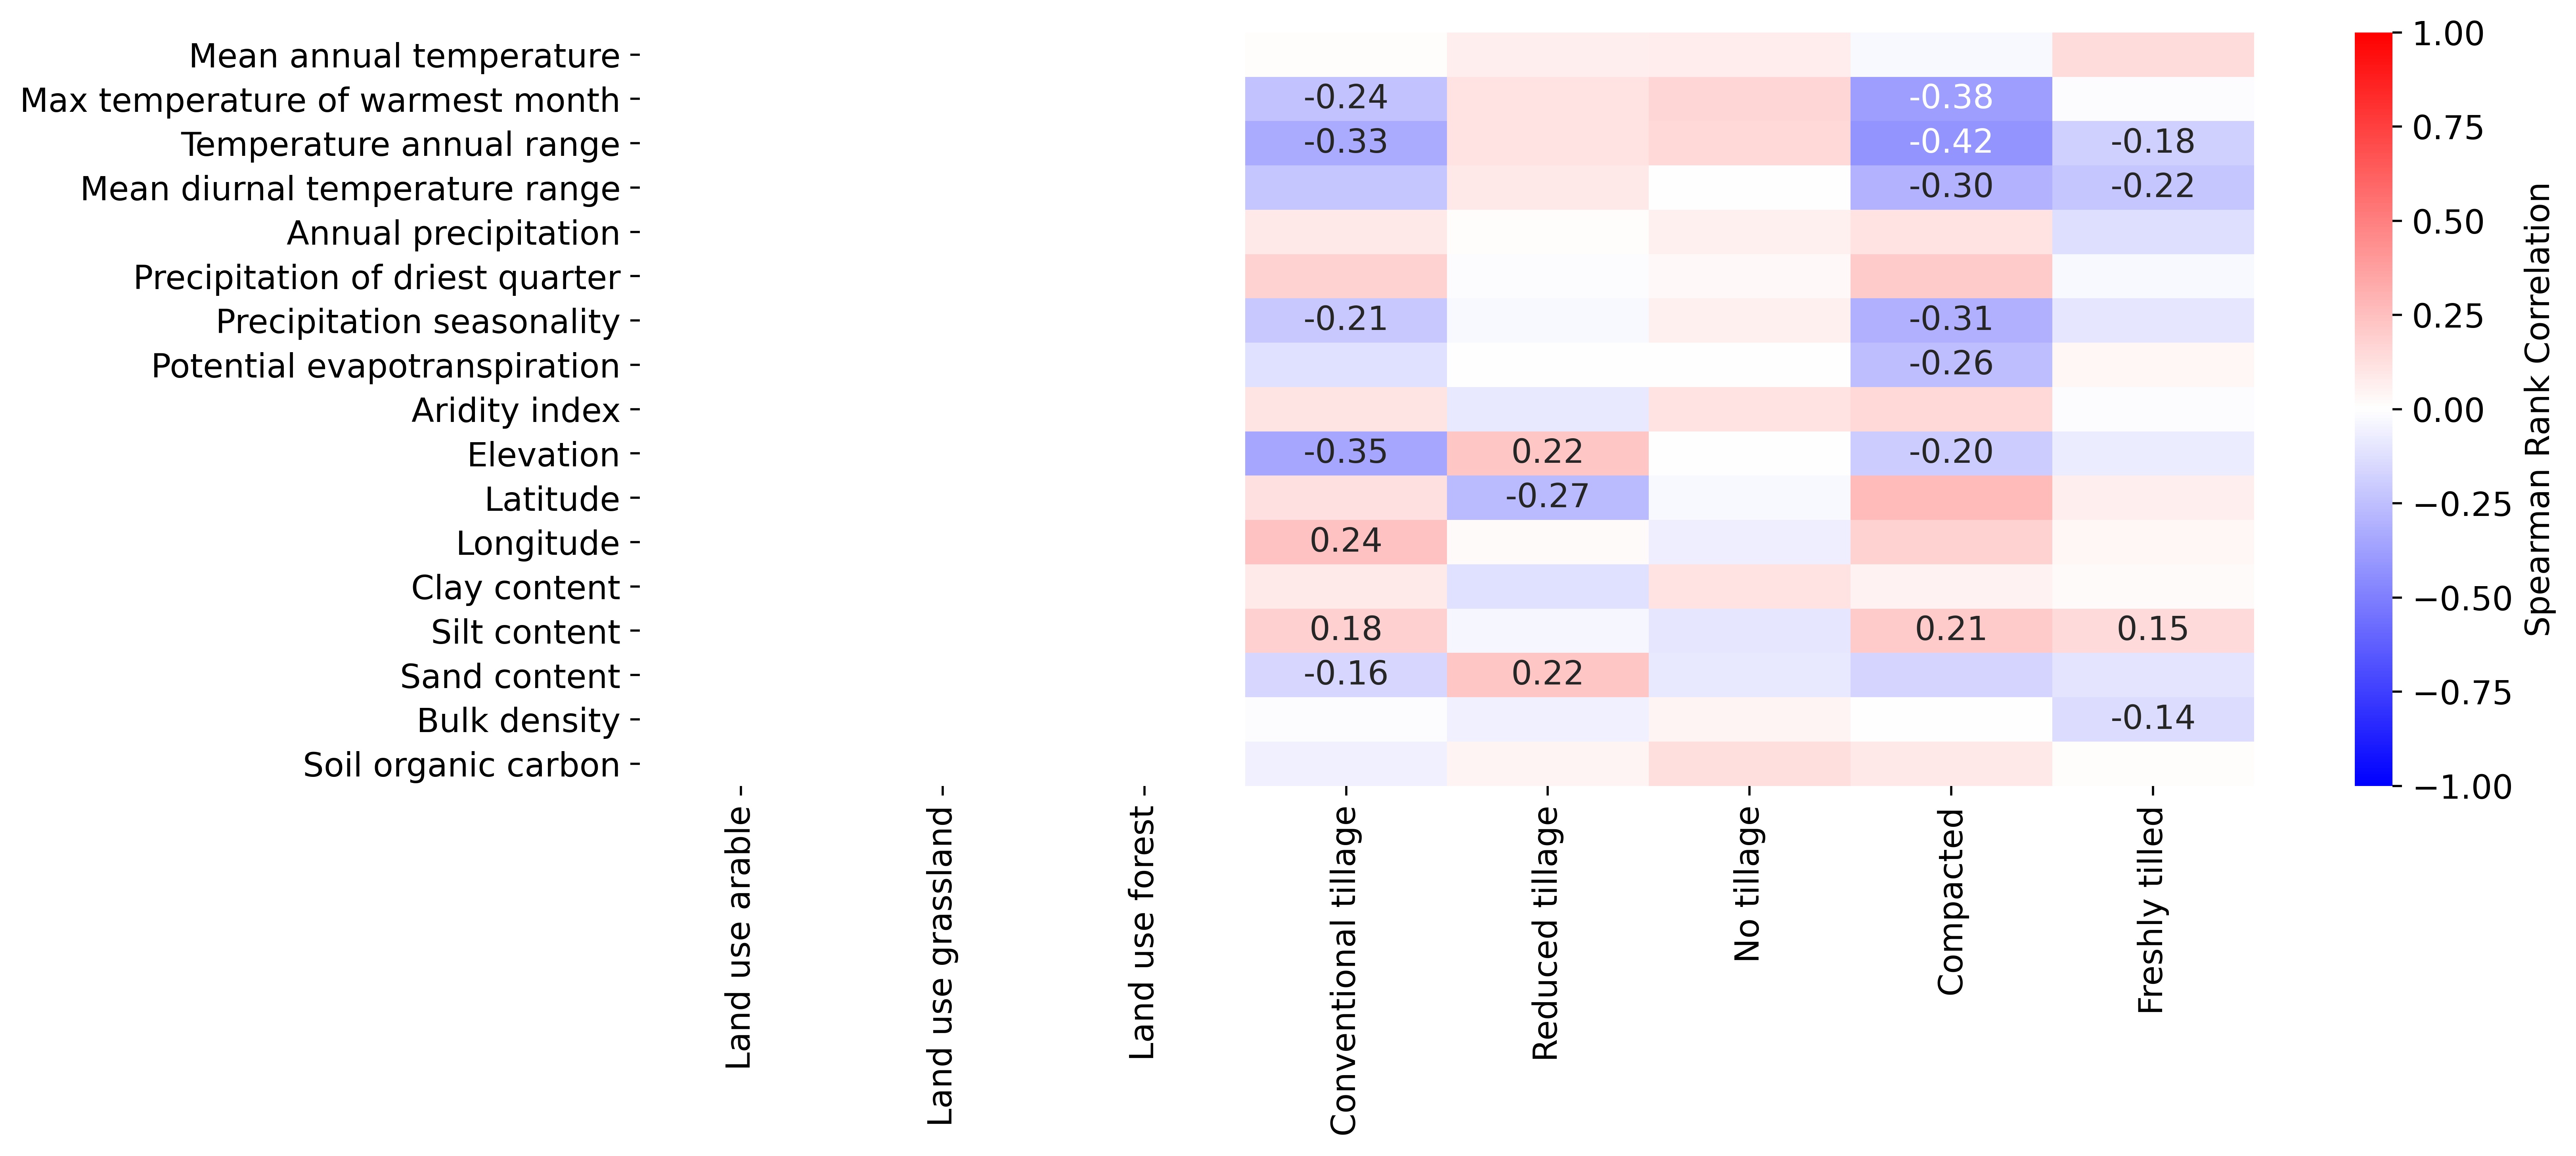 Mean annual temperature
Max temperature of warmest month -0.24 -0.38
Temperature annual range -0.33 -0.42 -0.18
Mean diurnal temperature range -0.30 -0.22
Annual precipitation
Precipitation of driest quarter
Precipitation seasonality -0.21 -0.31
Potential evapotranspiration -0.26
Aridity index
Elevation -0.35 0.22 -0.20
Latitude -0.27
Longitude 0.24
Clay content
Silt content 0.18 0.21 0.15
Sand content -0.16 0.22
Bulk density -0.14
Soil organic carbon
Land use arable
Land use grassland
Land use forest
Conventional tillage
Reduced tillage
No tillage
Compacted
Freshly tilled
1.00
0.75
0.50
0.25
0.00
−0.25
−0.50
−0.75
−1.00
Spearman Rank Correlation